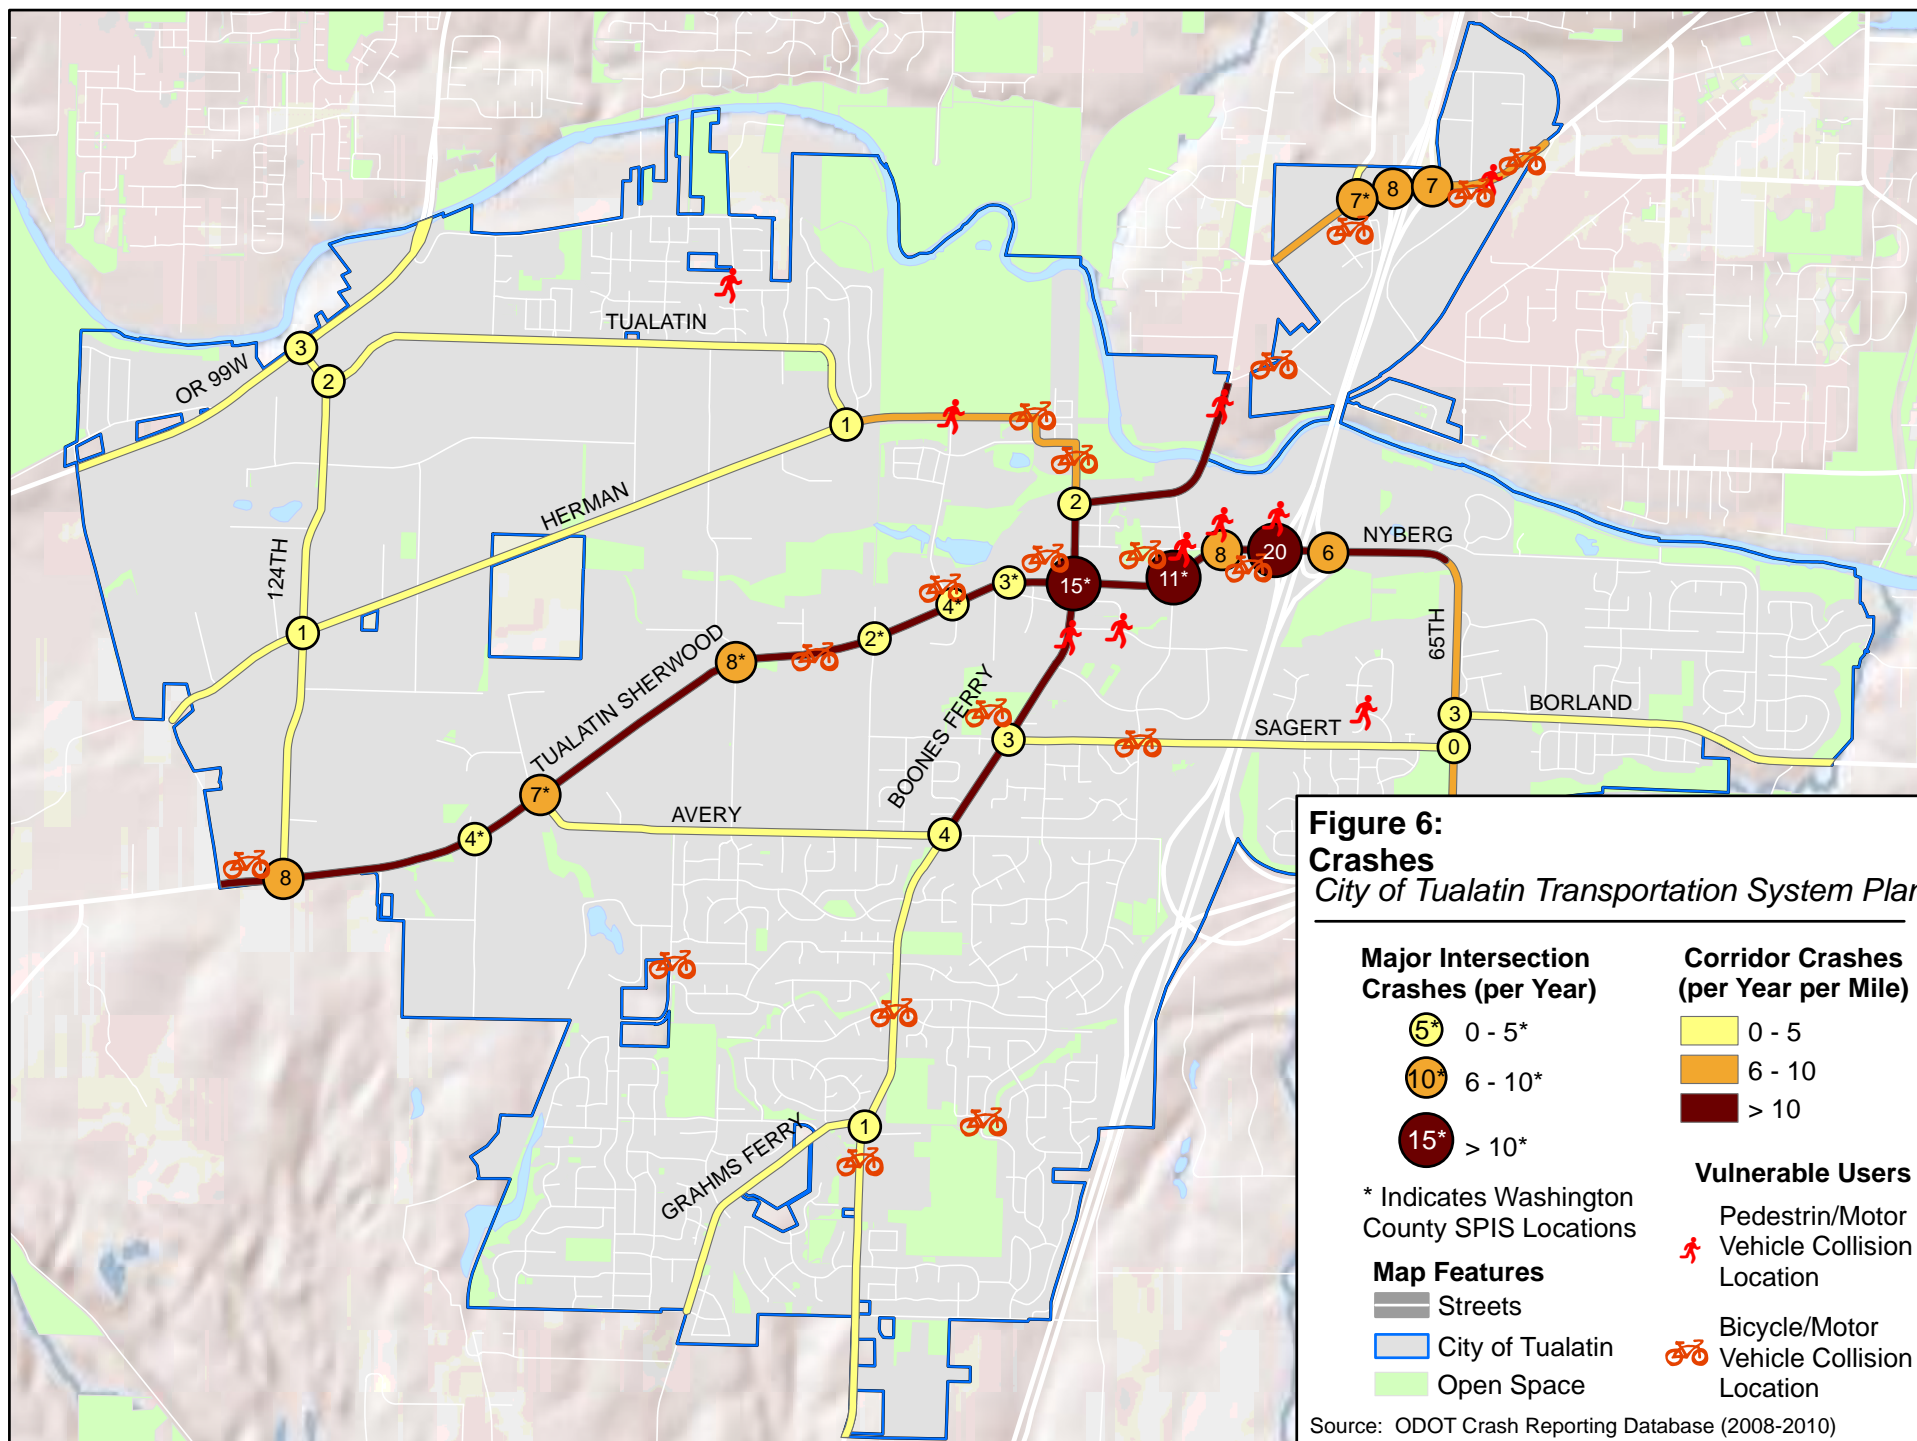 7*
8
7
TUALATIN
3
OR 99W
2
1
HERMAN
2
NYBERG
124TH
8
20
6
3*
15*
11*
4*
1
2*
65TH
8*
TUALATIN SHERWOOD
BOONES FERRY
3
BORLAND
SAGERT
3
0
7*
AVERY
4*
4
8
1
GRAHMS FERRY
Figure 6:
Crashes
City of Tualatin Transportation System Plan
Major Intersection
Crashes (per Year)
5* 0 - 5*
10* 6 - 10*
15* > 10*
* Indicates Washington
County SPIS Locations
Map Features
Streets
City of Tualatin
Open Space
Corridor Crashes
(per Year per Mile)
0 - 5
6 - 10
> 10
Vulnerable Users
Pedestrin/Motor
Vehicle Collision
Location
Bicycle/Motor
Vehicle Collision
Location
Source: ODOT Crash Reporting Database (2008-2010)